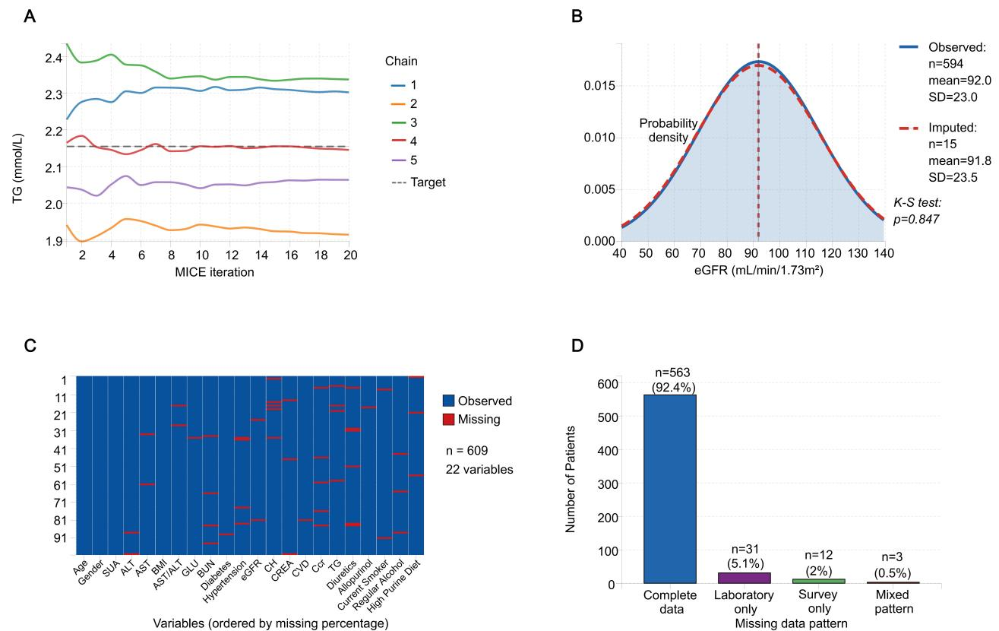 A
2.4
2.3
2.2
2.1
2.0
1.9
TG (mmol/L)
2 4 6 8 10 12 14 16 18 20
MICE iteration
Chain
1
2
3
4
5
Target
B
0.015
0.010
0.005
0.000
Probability
density
40 50 60 70 80 90 100 110 120 130 140
eGFR (mL/min/1.73m²)
Observed:
n=594
mean=92.0
SD=23.0
Imputed:
n=15
mean=91.8
SD=23.5
K-S test:
p=0.847
C
1
11
21
31
41
51
61
71
81
91
Age
Gender
SUA
ALT
AST
BMI
AST/ALT
GLU
BUN
Diabetes
Hypertension
eGFR
CH
CREA
CVD
Ccr
TG
Diuretics
Allopurinol
Current Smoker
Regular Alcohol
High Purine Diet
Variables (ordered by missing percentage)
Observed
Missing
n = 609
22 variables
D
Number of Patients
600
500
400
300
200
100
0
n=563
(92.4%)
n=31
(5.1%)
n=12
(2%)
n=3
(0.5%)
Complete
data
Laboratory
only
Survey
only
Mixed
pattern
Missing data pattern